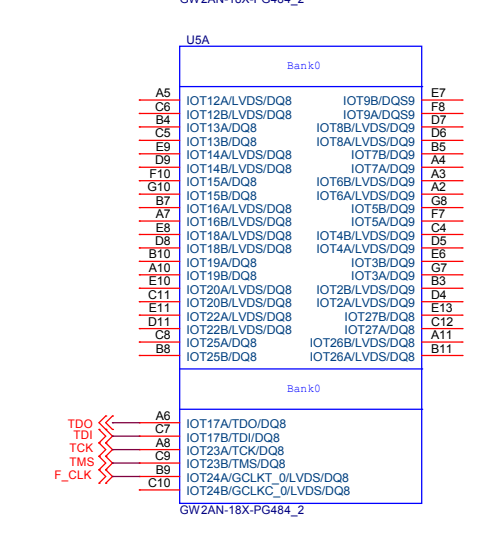 GW2AN-18X-PG484_2
U5A
Bank0
A5 IOT12A/LVDS/DQ8 IOT9B/DQS9 E7
C6 IOT12B/LVDS/DQ8 IOT9A/DQS9 F8
B4 IOT13A/DQ8 IOT8B/LVDS/DQ9 D7
C5 IOT13B/DQ8 IOT8A/LVDS/DQ9 D6
E9 IOT14A/LVDS/DQ8 IOT7B/DQ9 B5
D9 IOT14B/LVDS/DQ8 IOT7A/DQ9 A4
F10 IOT15A/DQ8 IOT6B/LVDS/DQ9 A3
G10 IOT15B/DQ8 IOT6A/LVDS/DQ9 A2
B7 IOT16A/LVDS/DQ8 IOT5B/DQ9 G8
A7 IOT16B/LVDS/DQ8 IOT5A/DQ9 F7
E8 IOT18A/LVDS/DQ8 IOT4B/LVDS/DQ9 C4
D8 IOT18B/LVDS/DQ8 IOT4A/LVDS/DQ9 D5
B10 IOT19A/DQ8 IOT3B/DQ9 E6
A10 IOT19B/DQ8 IOT3A/DQ9 G7
E10 IOT20A/LVDS/DQ8 IOT2B/LVDS/DQ9 B3
C11 IOT20B/LVDS/DQ8 IOT2A/LVDS/DQ9 D4
E11 IOT22A/LVDS/DQ8 IOT27B/DQ8 E13
D11 IOT22B/LVDS/DQ8 IOT27A/DQ8 C12
C8 IOT25A/DQ8 IOT26B/LVDS/DQ8 A11
B8 IOT25B/DQ8 IOT26A/LVDS/DQ8 B11
Bank0
TDO A6 IOT17A/TDO/DQ8
TDI C7 IOT17B/TDI/DQ8
TCK A8 IOT23A/TCK/DQ8
TMS C9 IOT23B/TMS/DQ8
F_CLK B9 IOT24A/GCLKT_0/LVDS/DQ8
C10 IOT24B/GCLKC_0/LVDS/DQ8
GW2AN-18X-PG484_2